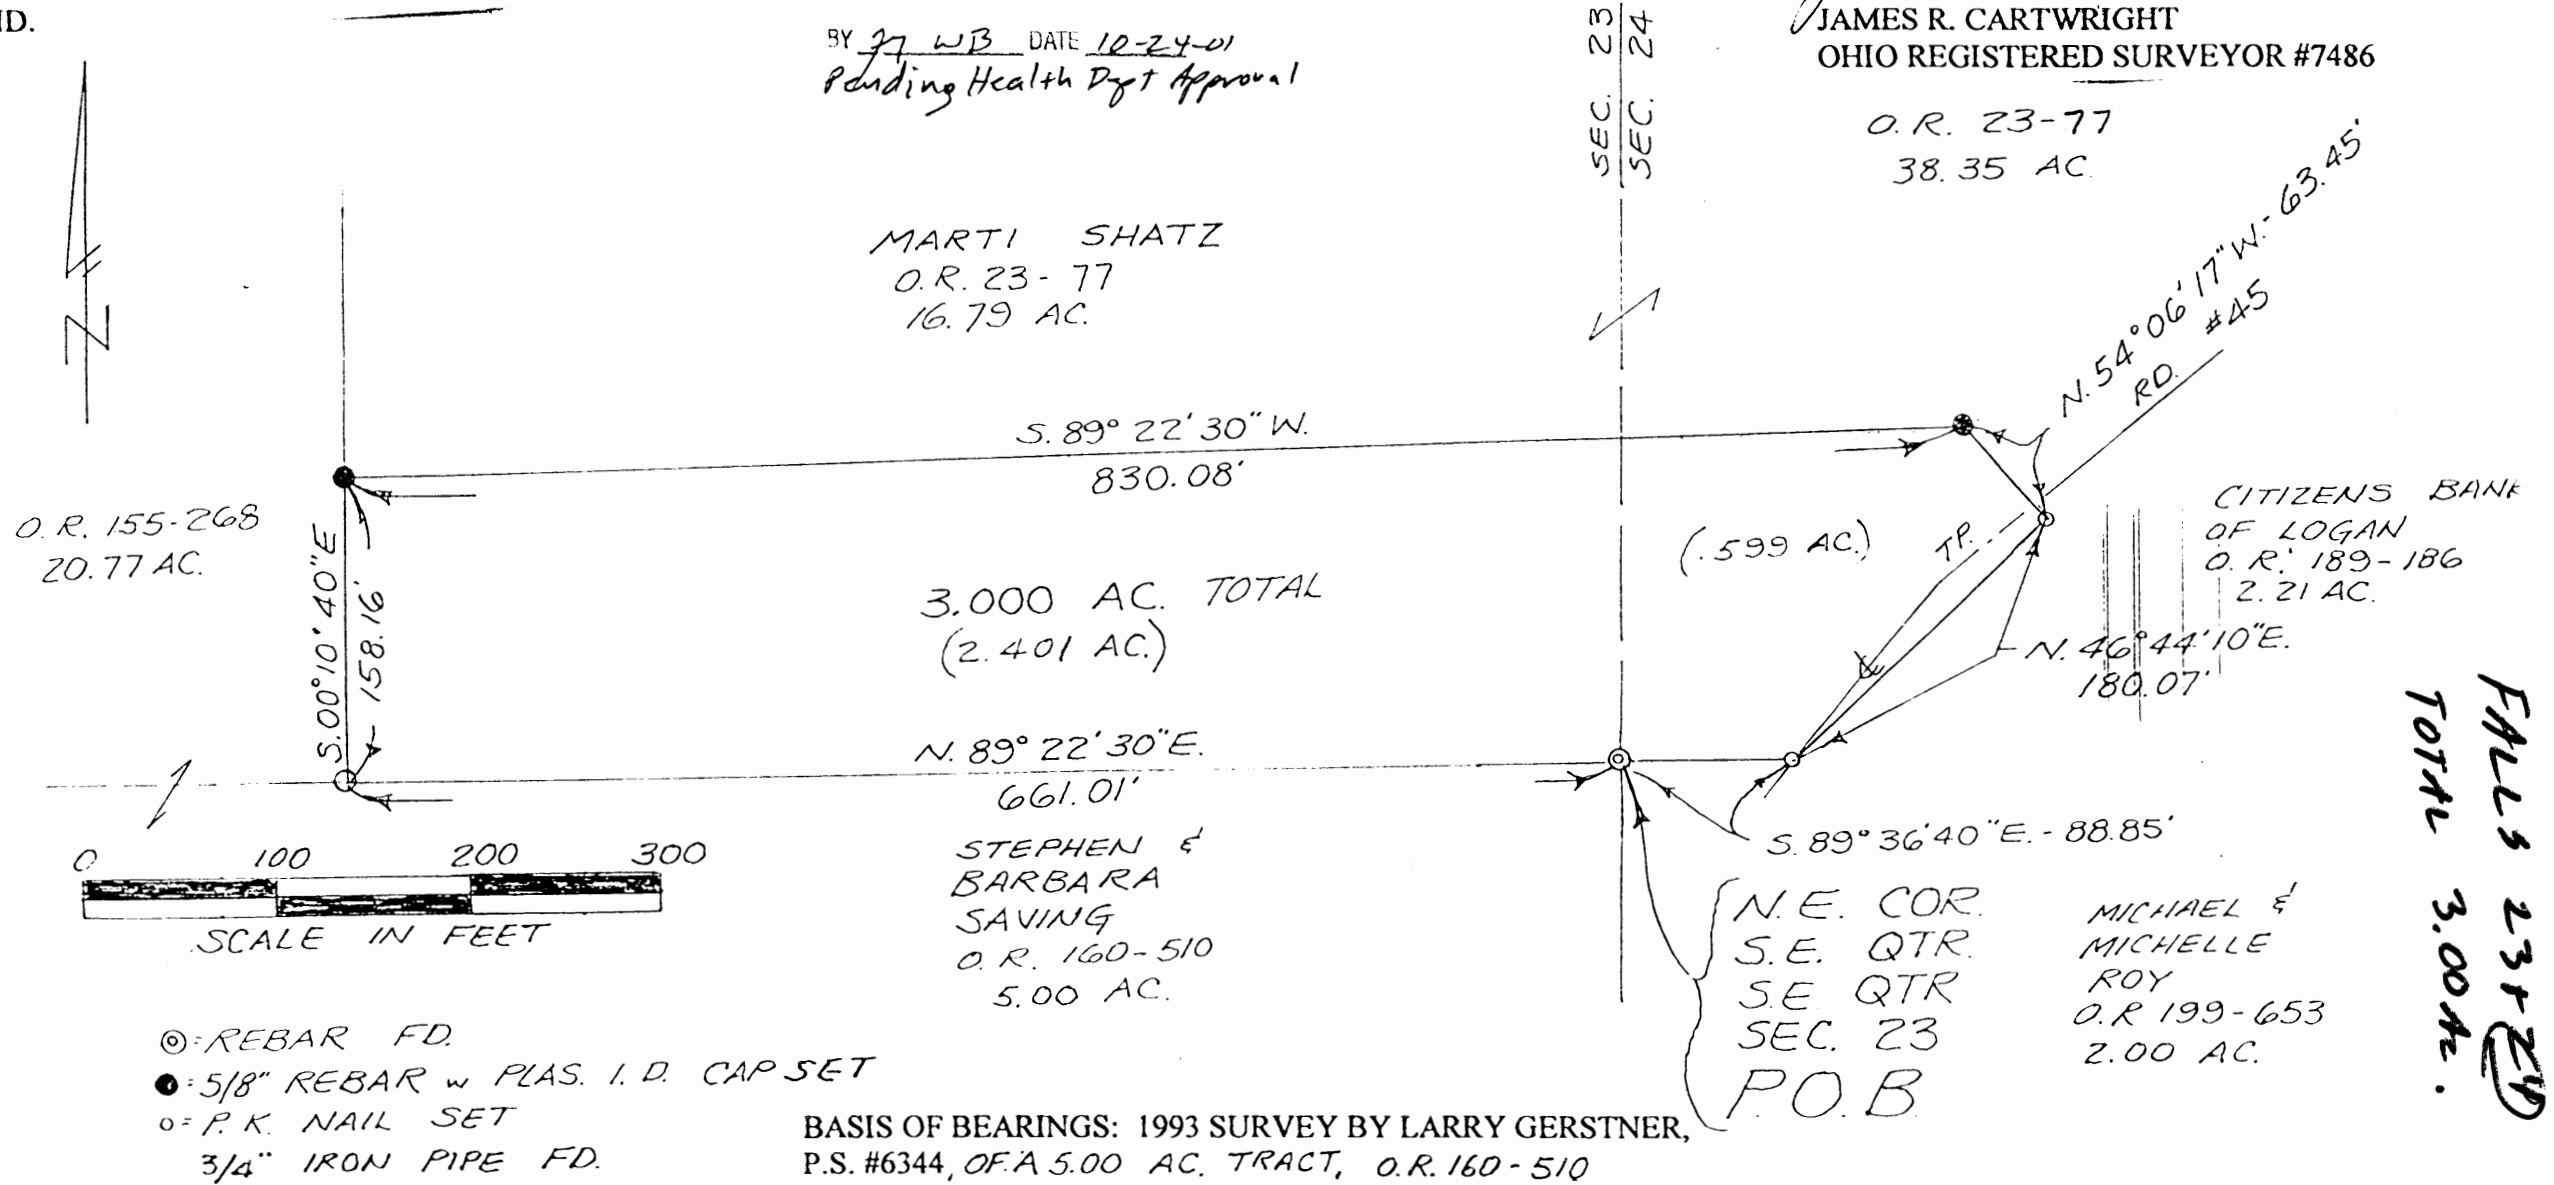 ID.
BY 77 WB DATE 10-24-01
Pending Health Dept Approval
SEC. 23
SEC. 24
JAMES R. CARTWRIGHT
OHIO REGISTERED SURVEYOR #7486
O.R. 23-77
38.35 AC.
N. 54°06'17"W.- 63.45'
RD. #45
MARTI SHATZ
O.R. 23-77
16.79 AC.
N
S. 89° 22' 30" W.
830.08'
O.R. 155-268
20.77 AC.
S.00°10'40"E
158.16'
3.000 AC. TOTAL
(2.401 AC.)
(.599 AC.)
TP.
CITIZENS BANK
OF LOGAN
O.R. 189-186
2.21 AC.
N. 46°44'10"E.
180.07'
N. 89° 22' 30"E.
661.01'
S. 89°36'40"E.- 88.85'
0 100 200 300
SCALE IN FEET
STEPHEN &
BARBARA
SAVING
O.R. 160-510
5.00 AC.
N.E. COR.
S.E. QTR.
S.E QTR
SEC. 23
P.O.B
MICHAEL &
MICHELLE
ROY
O.R 199-653
2.00 AC.
FALLS 23+24
TOTAL 3.00Ac.
◎:REBAR FD.
●:5/8" REBAR w PLAS. I.D. CAP SET
o= P.K. NAIL SET
3/4" IRON PIPE FD.
BASIS OF BEARINGS: 1993 SURVEY BY LARRY GERSTNER,
P.S. #6344, OF A 5.00 AC. TRACT, O.R. 160-510